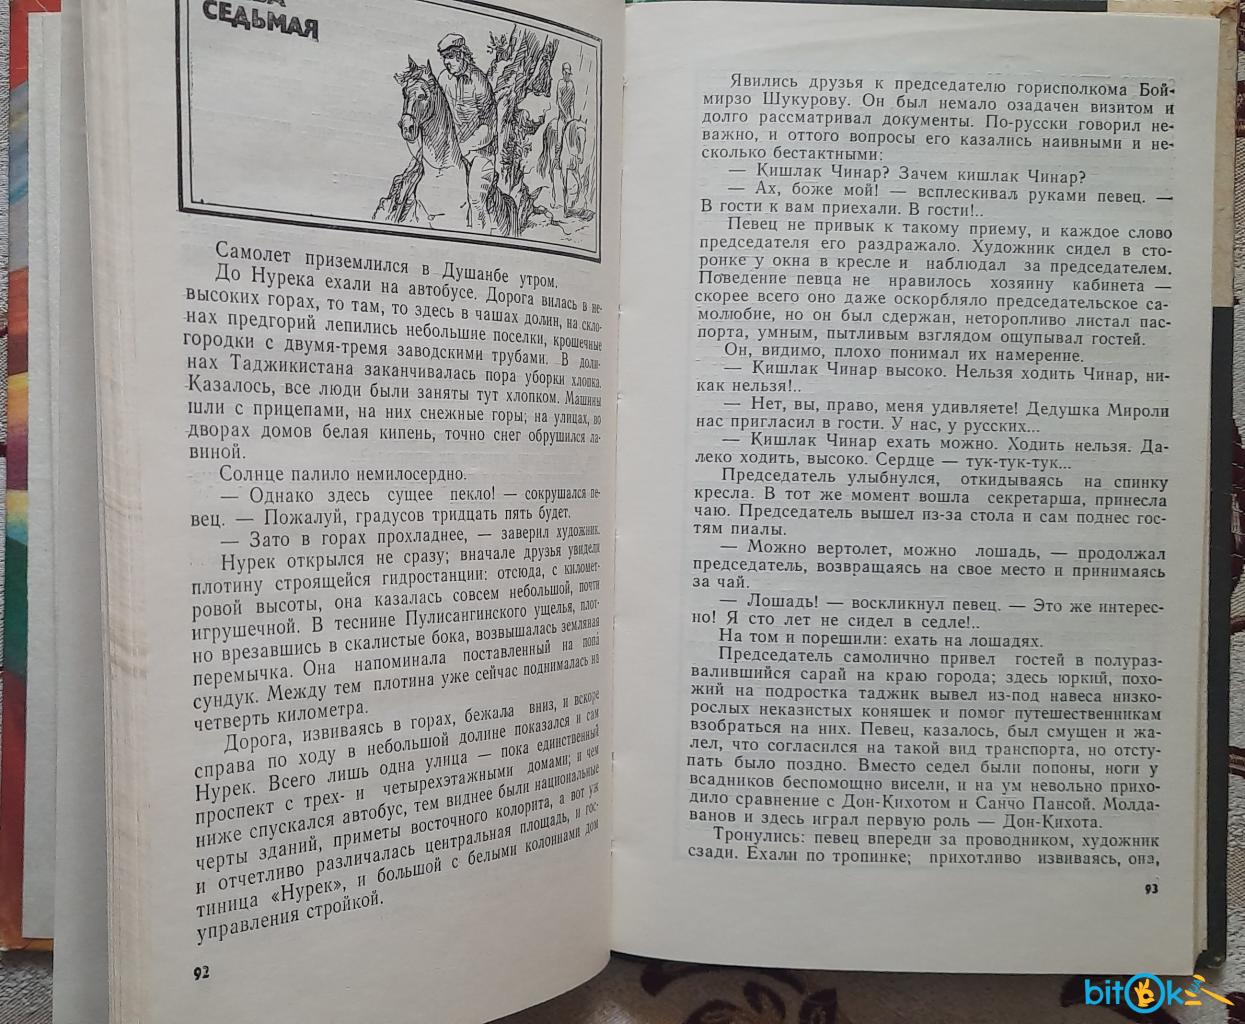 СЕДЬМАЯ
Самолет приземлился в Душанбе утром.
До Нурека ехали на автобусе. Дорога вилась в не-
высоких горах, то там, то здесь в чашах долин, на скло-
нах предгорий лепились небольшие поселки, крошечные
городки с двумя-тремя заводскими трубами. В доли-
нах Таджикистана заканчивалась пора уборки хлопка.
Казалось, все люди были заняты тут хлопком. Машины
шли с прицепами, на них снежные горы; на улицах, во
дворах домов белая кипень, точно снег обрушился ла-
виной.
Солнце палило немилосердно.
— Однако здесь сущее пекло! — сокрушался пе-
вец. — Пожалуй, градусов тридцать пять будет.
— Зато в горах прохладнее, — заверил художник.
Нурек открылся не сразу; вначале друзья увидели
плотину строящейся гидростанции: отсюда, с километ-
ровой высоты, она казалась совсем небольшой, почти
игрушечной. В теснине Пулисангинского ущелья, плот-
но врезавшись в скалистые бока, возвышалась земляная
перемычка. Она напоминала поставленный на попа
сундук. Между тем плотина уже сейчас поднималась на
четверть километра.
Дорога, извиваясь в горах, бежала вниз, и вскоре
справа по ходу в небольшой долине показался и сам
Нурек. Всего лишь одна улица — пока единственный
проспект с трех- и четырехэтажными домами; и чем
ниже спускался автобус, тем виднее были национальные
черты зданий, приметы восточного колорита, а вот уж
и отчетливо различалась центральная площадь, и гос-
тиница «Нурек», и большой с белыми колоннами дом
управления стройкой.
92
Явились друзья к председателю горисполкома Бой-
мирзо Шукурову. Он был немало озадачен визитом и
долго рассматривал документы. По-русски говорил не-
важно, и оттого вопросы его казались наивными и не-
сколько бестактными:
— Кишлак Чинар? Зачем кишлак Чинар?
— Ах, боже мой! — всплескивал руками певец. —
В гости к вам приехали. В гости!..
Певец не привык к такому приему, и каждое слово
председателя его раздражало. Художник сидел в сто-
ронке у окна в кресле и наблюдал за председателем.
Поведение певца не нравилось хозяину кабинета —
скорее всего оно даже оскорбляло председательское са-
молюбие, но он был сдержан, неторопливо листал пас-
порта, умным, пытливым взглядом ощупывал гостей.
Он, видимо, плохо понимал их намерение.
— Кишлак Чинар высоко. Нельзя ходить Чинар, ни-
как нельзя!..
— Нет, вы, право, меня удивляете! Дедушка Мироли
нас пригласил в гости. У нас, у русских...
— Кишлак Чинар ехать можно. Ходить нельзя. Да-
леко ходить, высоко. Сердце — тук-тук-тук...
Председатель улыбнулся, откидываясь на спинку
кресла. В тот же момент вошла секретарша, принесла
чаю. Председатель вышел из-за стола и сам поднес гос-
тям пиалы.
— Можно вертолет, можно лошадь, — продолжал
председатель, возвращаясь на свое место и принимаясь
за чай.
— Лошадь! — воскликнул певец. — Это же интерес-
но! Я сто лет не сидел в седле!..
На том и порешили: ехать на лошадях.
Председатель самолично привел гостей в полураз-
валившийся сарай на краю города; здесь юркий, похо-
жий на подростка таджик вывел из-под навеса низко-
рослых неказистых коняшек и помог путешественникам
взобраться на них. Певец, казалось, был смущен и жа-
лел, что согласился на такой вид транспорта, но отсту-
пать было поздно. Вместо седел были попоны, ноги у
всадников беспомощно висели, и на ум невольно прихо-
дило сравнение с Дон-Кихотом и Санчо Пансой. Молда-
ванов и здесь играл первую роль — Дон-Кихота.
Тронулись: певец впереди за проводником, художник
сзади. Ехали по тропинке; прихотливо извиваясь, она,
93
bitok